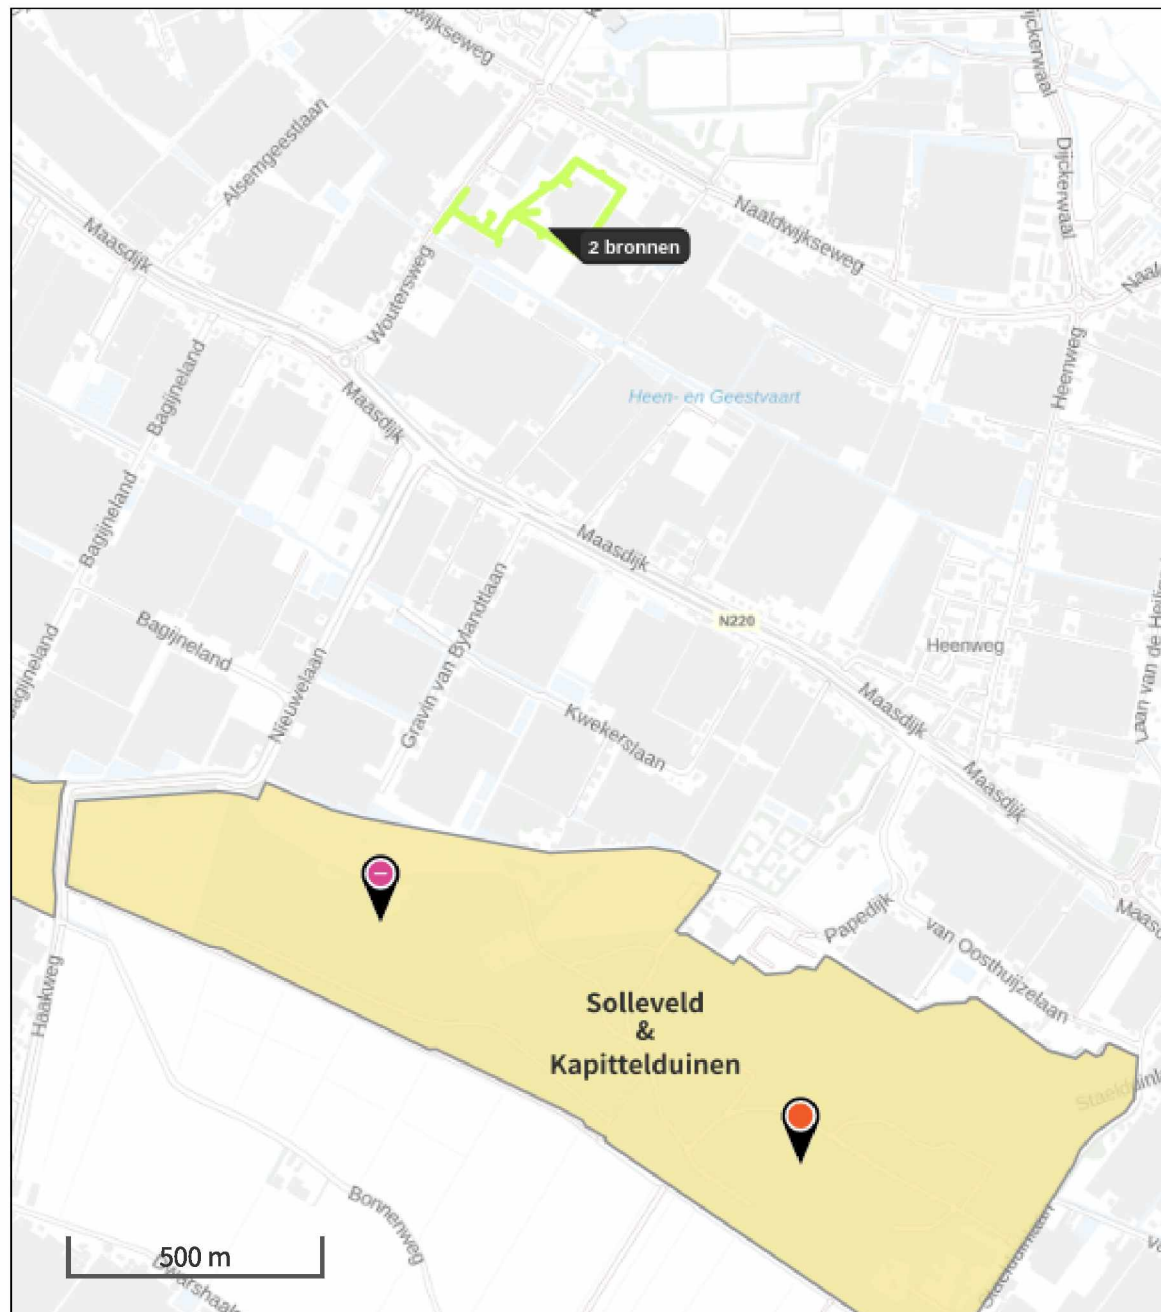 Dijckerwaal
Alsemgeestlaan
Dijckerwaal
Maasdijk
Naaldwijkseweg
2 bronnen
Woutersweg
Bagijneland
Heen- en Geestvaart
Heenweg
Maasdijk
Bagijneland
Maasdijk
N220
Bagijneland
Gravin van Bylandtlaan
Heenweg
Bagijneland
Nieuwelaan
Kwekerslaan
Maasdijk
Maasdijk
Papedijk
van Oosthuijzelaan
Haakweg
Solleveld
&
Kapittelduinen
Bonnenweg
500 m